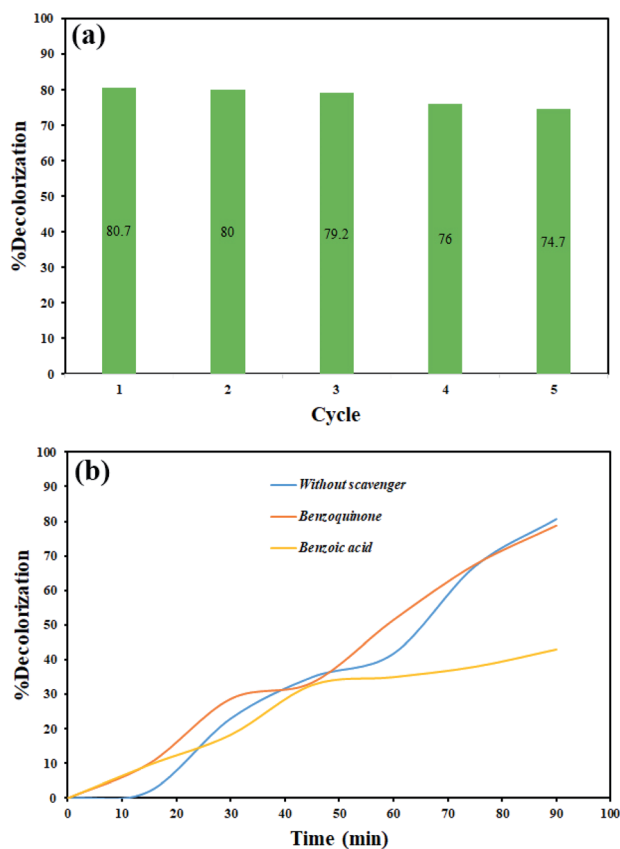 (a)
%Decolorization
100
90
80
70
60
50
40
30
20
10
0
80.7 80 79.2 76 74.7
1 2 3 4 5
Cycle
(b)
%Decolorization
100
90
80
70
60
50
40
30
20
10
0
Without scavenger
Benzoquinone
Benzoic acid
0 10 20 30 40 50 60 70 80 90 100
Time (min)